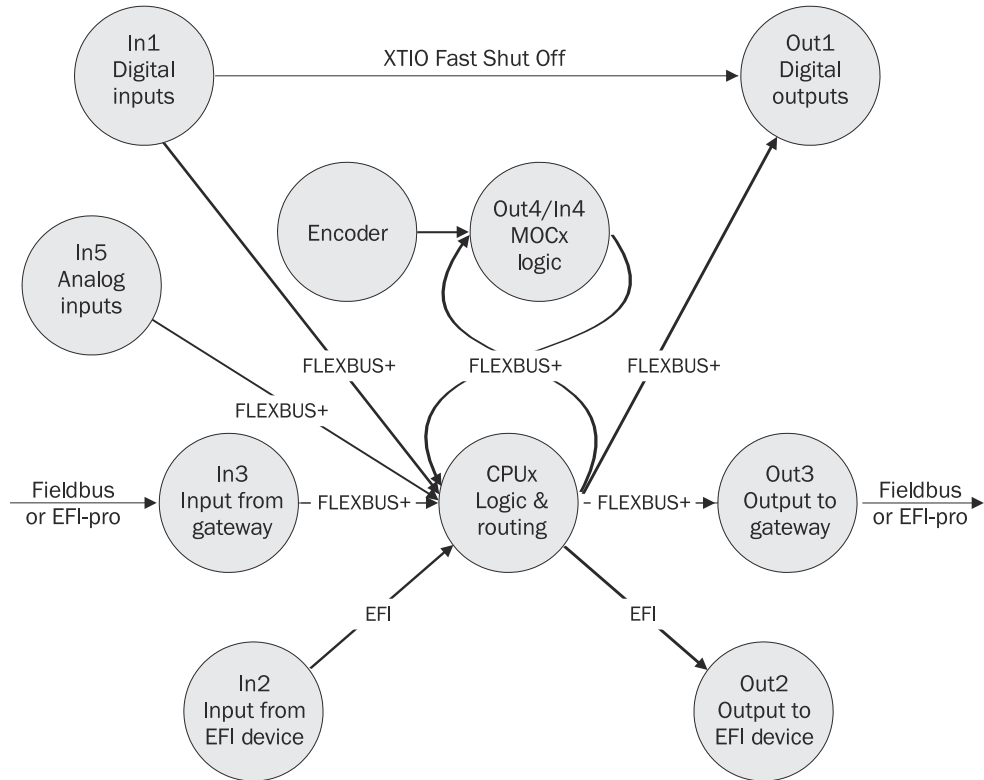 In1
Digital
inputs
XTIO Fast Shut Off
Out1
Digital
outputs
Encoder
Out4/In4
MOCx
logic
In5
Analog
inputs
FLEXBUS+
FLEXBUS+
FLEXBUS+
FLEXBUS+
Fieldbus
or EFI-pro
In3
Input from
gateway
FLEXBUS+
CPUx
Logic &
routing
FLEXBUS+
Out3
Output to
gateway
Fieldbus
or EFI-pro
EFI
EFI
In2
Input from
EFI device
Out2
Output to
EFI device